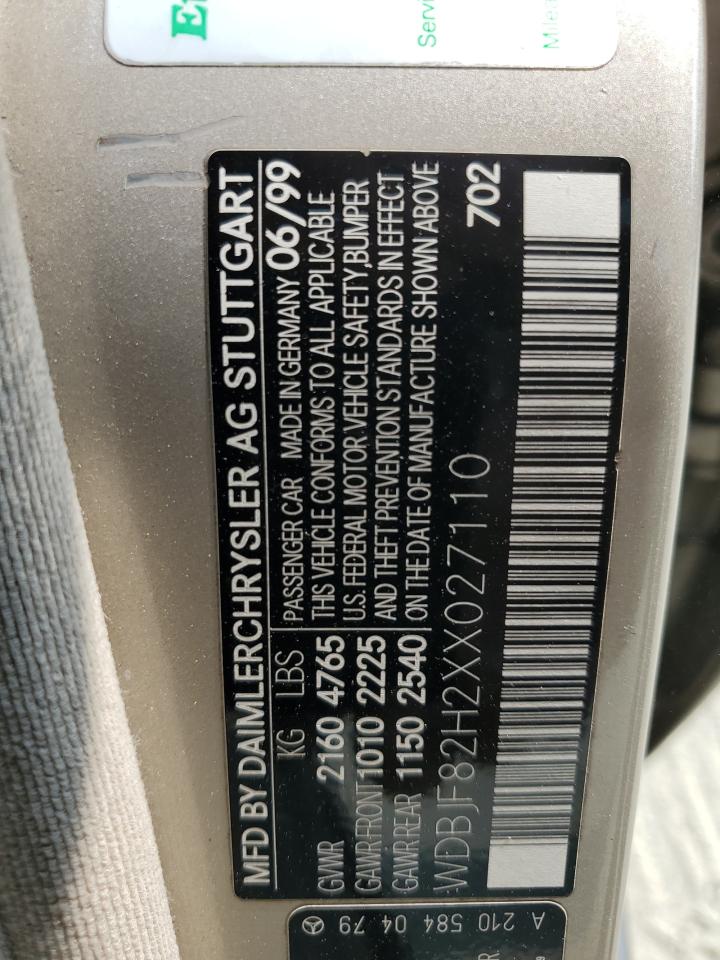 MFD BY DAIMLERCHRYSLER AG STUTTGART
KG LBS
GVWR 2160 4765
GAWR-FRONT 1010 2225
GAWR-REAR 1150 2540
PASSENGER CAR MADE IN GERMANY 06/99
THIS VEHICLE CONFORMS TO ALL APPLICABLE
U.S. FEDERAL MOTOR VEHICLE SAFETY,BUMPER
AND THEFT PREVENTION STANDARDS IN EFFECT
ON THE DATE OF MANUFACTURE SHOWN ABOVE
WDBJF82H2XX027110
702
A 210 584 04 79